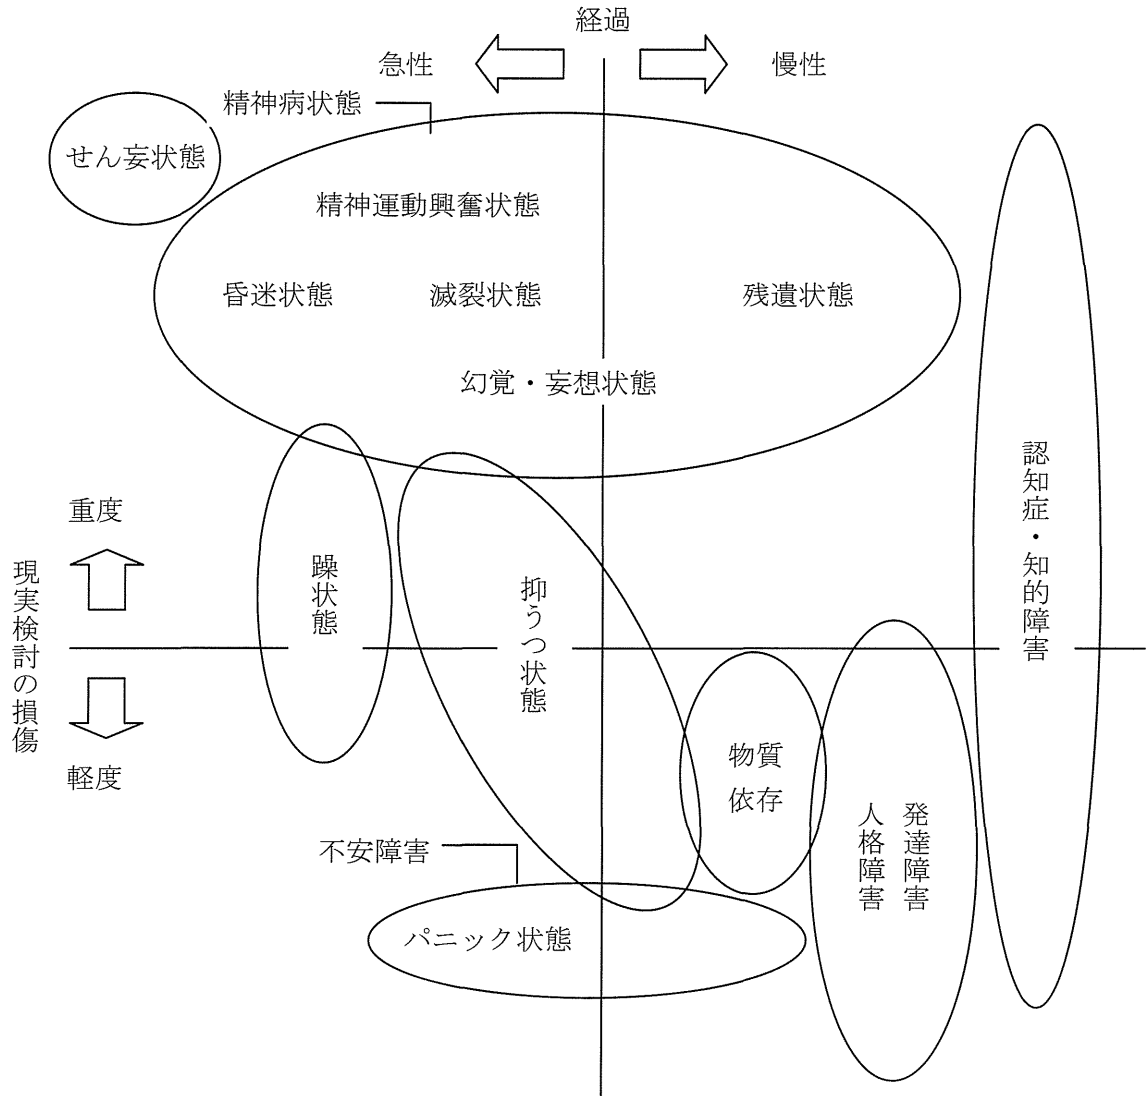 経過
急性
慢性
精神病状態
せん妄状態
精神運動興奮状態
昏迷状態
滅裂状態
残遺状態
幻覚・妄想状態
重度
現実検討の損傷
軽度
躁状態
抑うつ状態
認知症・知的障害
物質
依存
発達障害
人格障害
不安障害
パニック状態